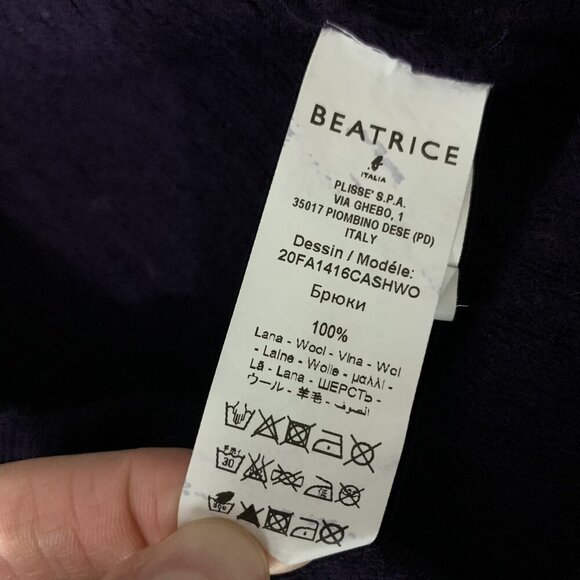 BEATRICE
.b
ITALIA
PLISSE' S.P.A.
VIA GHEBO, 1
35017 PIOMBINO DESE (PD)
ITALY
Dessin / Modéle:
20FA1416CASHWO
Брюки
100%
Lana - Wool - Vina - Wol
- Laine - Wolle - μαλλί -
Lã - Lana - ШЕРСТЬ -
ウール - 羊毛 - الصوف
30